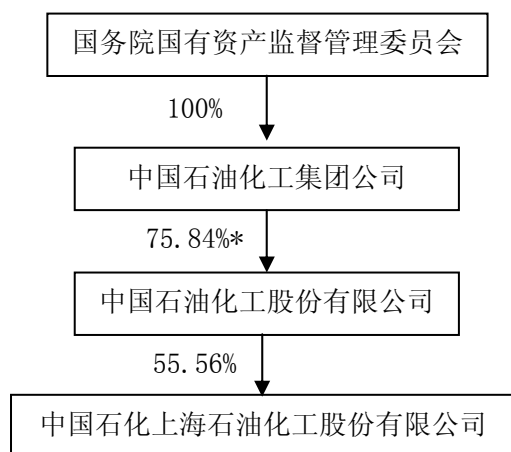 国务院国有资产监督管理委员会
100%
中国石油化工集团公司
75.84%*
中国石油化工股份有限公司
55.56%
中国石化上海石油化工股份有限公司